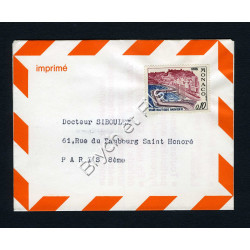 imprimé
MONACO
0,10
Docteur SIBOULET
61,Rue du Faubourg Saint Honoré
PARIS 8ème